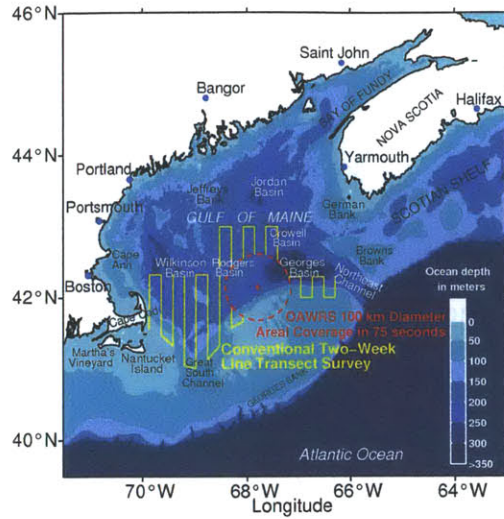 46°N
44°N
42°N
40°N
Saint John
Bangor
BAY OF FUNDY
NOVA SCOTIA
Halifax
Portland
Yarmouth
Jordan
Basin
Jeffreys
Bank
German
Bank
SCOTIAN SHELF
Portsmouth
GULF OF MAINE
Crowell
Basin
Browns
Bank
Cape
Ann
Wilkinson
Basin
Rodgers
Basin
Georges
Basin
Northeast
Channel
Ocean depth
in meters
Boston
OAWRS 100 km Diameter
Areal Coverage in 75 seconds
Cape Cod
Conventional Two-Week
Line Transect Survey
Martha's
Vineyard
Nantucket
Island
Great
South
Channel
GEORGES BANK
Atlantic Ocean
0
50
100
150
200
250
300
>350
70°W
68°W
66°W
64°W
Longitude